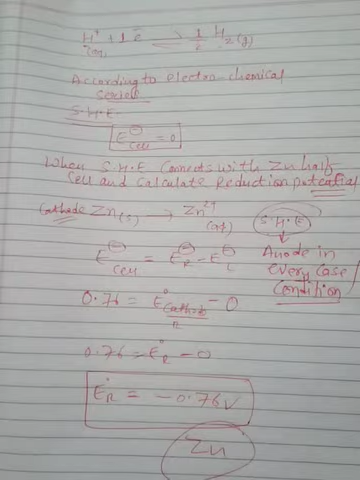 H⁺ + 1e⁻ ⟶ 1/2 H₂(g)
(aq)
According to electro-chemical
series
S.H.E
E⊖cell = 0
When S.H.E connects with Zn half
cell and calculate Reduction potential
Cathode Zn(s) ⟶ Zn²⁺(aq) S.H.E
E⊖cell = E⊖R - E⊖L Anode in
every case
condition
0.76 = E°Cathode - 0
R
0.76 = E°R - 0
E°R = -0.76V
Zn